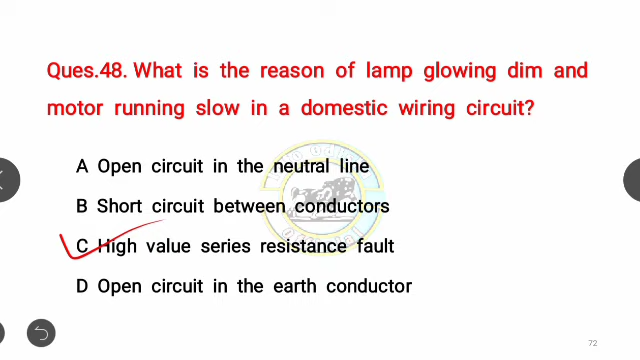 Ques.48. What is the reason of lamp glowing dim and
motor running slow in a domestic wiring circuit?
A Open circuit in the neutral line
B Short circuit between conductors
C High value series resistance fault
D Open circuit in the earth conductor
72